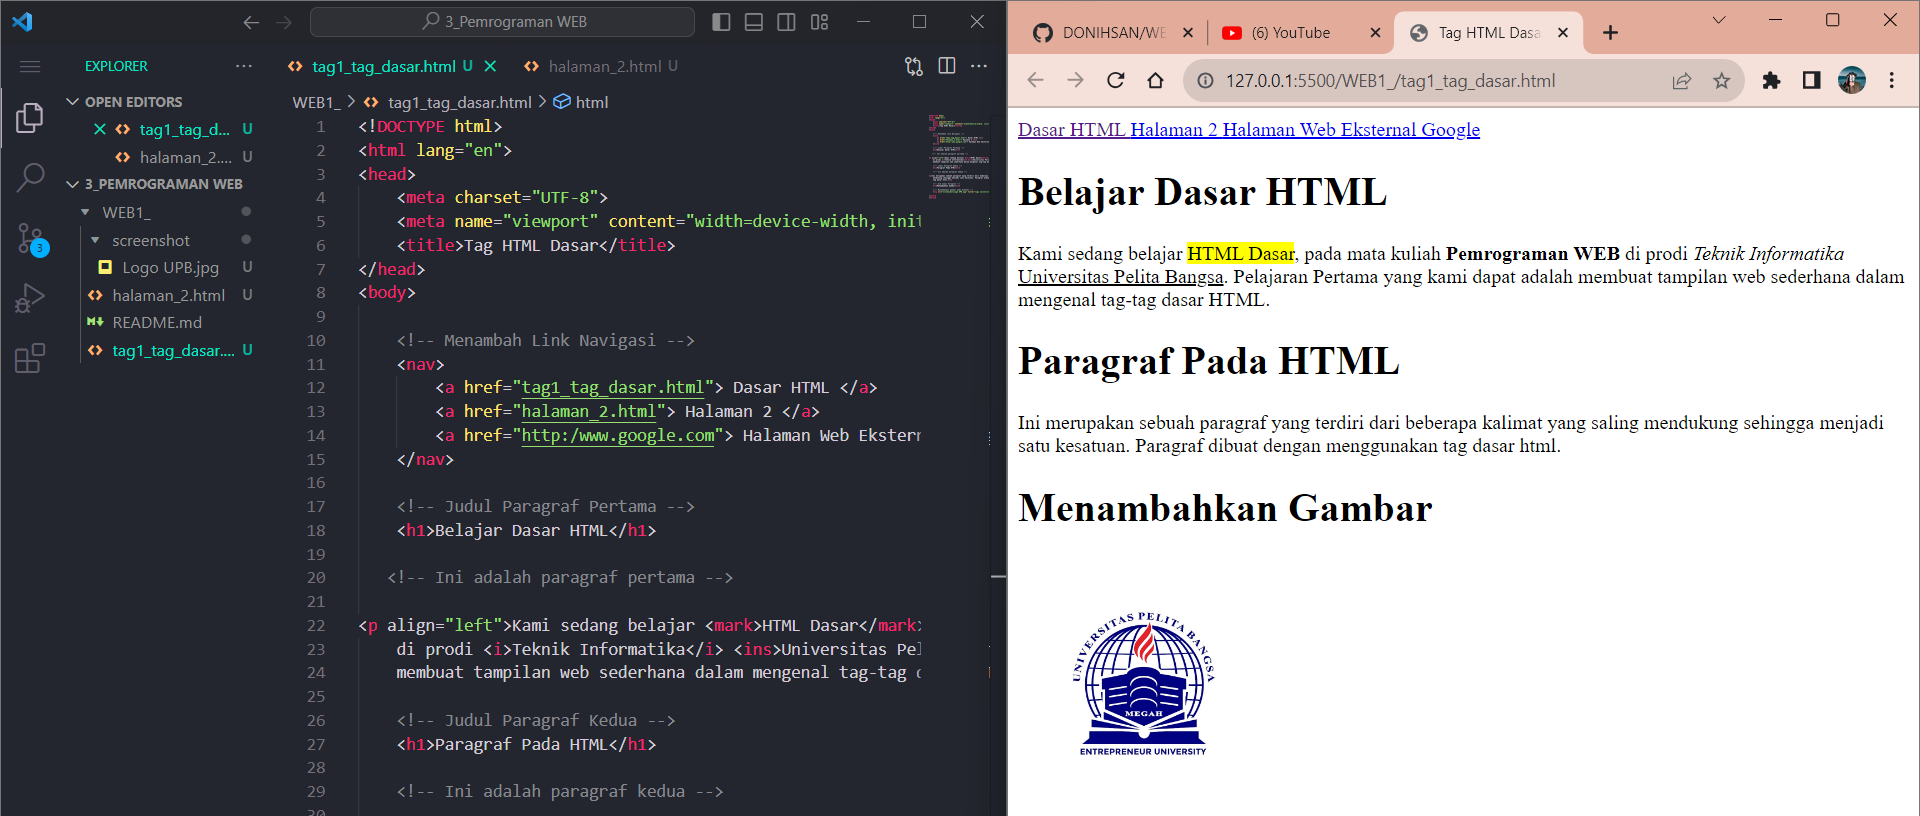 3_Pemrograman WEB
EXPLORER
OPEN EDITORS
tag1_tag_d... U
halaman_2.... U
3_PEMROGRAMAN WEB
WEB1_
screenshot
Logo UPB.jpg U
halaman_2.html U
README.md
tag1_tag_dasar.... U
3
tag1_tag_dasar.html U
halaman_2.html U
WEB1_ > tag1_tag_dasar.html > html
1 <!DOCTYPE html>
2 <html lang="en">
3 <head>
4 <meta charset="UTF-8">
5 <meta name="viewport" content="width=device-width, init
6 <title>Tag HTML Dasar</title>
7 </head>
8 <body>
9
10 <!-- Menambah Link Navigasi -->
11 <nav>
12 <a href="tag1_tag_dasar.html"> Dasar HTML </a>
13 <a href="halaman_2.html"> Halaman 2 </a>
14 <a href="http:/www.google.com"> Halaman Web Ekstern
15 </nav>
16
17 <!-- Judul Paragraf Pertama -->
18 <h1>Belajar Dasar HTML</h1>
19
20 <!-- Ini adalah paragraf pertama -->
21
22 <p align="left">Kami sedang belajar <mark>HTML Dasar</mark>
23 di prodi <i>Teknik Informatika</i> <ins>Universitas Pel
24 membuat tampilan web sederhana dalam mengenal tag-tag d
25
26 <!-- Judul Paragraf Kedua -->
27 <h1>Paragraf Pada HTML</h1>
28
29 <!-- Ini adalah paragraf kedua -->
30
DONIHSAN/WE
(6) YouTube
Tag HTML Dasa
127.0.0.1:5500/WEB1_/tag1_tag_dasar.html
Dasar HTML Halaman 2 Halaman Web Eksternal Google
Belajar Dasar HTML
Kami sedang belajar HTML Dasar, pada mata kuliah Pemrograman WEB di prodi Teknik Informatika
Universitas Pelita Bangsa. Pelajaran Pertama yang kami dapat adalah membuat tampilan web sederhana dalam
mengenal tag-tag dasar HTML.
Paragraf Pada HTML
Ini merupakan sebuah paragraf yang terdiri dari beberapa kalimat yang saling mendukung sehingga menjadi
satu kesatuan. Paragraf dibuat dengan menggunakan tag dasar html.
Menambahkan Gambar
UNIVERSITAS PELITA BANGSA
MEGAH
ENTREPRENEUR UNIVERSITY